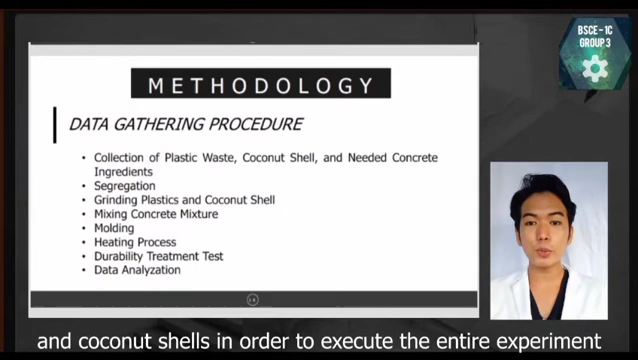 BSCE - 1C
GROUP 3
METHODOLOGY
DATA GATHERING PROCEDURE
• Collection of Plastic Waste, Coconut Shell, and Needed Concrete
Ingredients
• Segregation
• Grinding Plastics and Coconut Shell
• Mixing Concrete Mixture
• Molding
• Heating Process
• Durability Treatment Test
• Data Analyzation
and coconut shells in order to execute the entire experiment